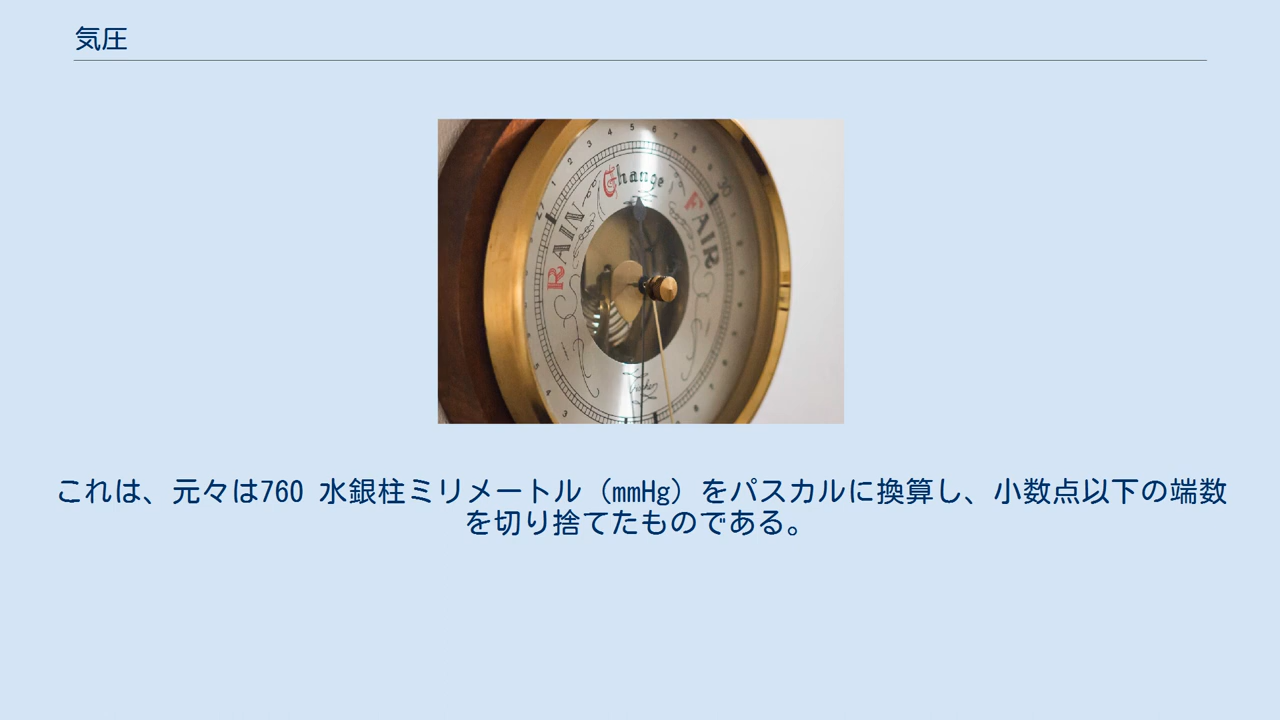 気圧
Change
RAIN
FAIR
これは、元々は760 水銀柱ミリメートル（mmHg）をパスカルに換算し、小数点以下の端数
を切り捨てたものである。